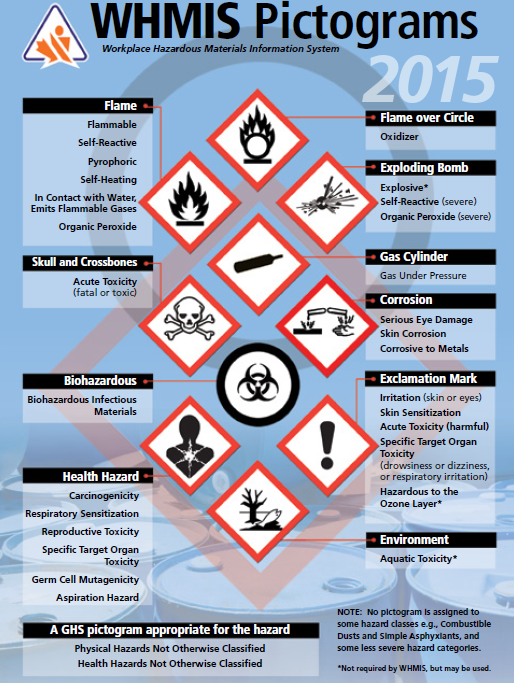 WHMIS Pictograms
Workplace Hazardous Materials Information System
2015
Flame
Flammable
Self-Reactive
Pyrophoric
Self-Heating
In Contact with Water,
Emits Flammable Gases
Organic Peroxide
Skull and Crossbones
Acute Toxicity
(fatal or toxic)
Biohazardous
Biohazardous Infectious
Materials
Health Hazard
Carcinogenicity
Respiratory Sensitization
Reproductive Toxicity
Specific Target Organ
Toxicity
Germ Cell Mutagenicity
Aspiration Hazard
Flame over Circle
Oxidizer
Exploding Bomb
Explosive*
Self-Reactive (severe)
Organic Peroxide (severe)
Gas Cylinder
Gas Under Pressure
Corrosion
Serious Eye Damage
Skin Corrosion
Corrosive to Metals
Exclamation Mark
Irritation (skin or eyes)
Skin Sensitization
Acute Toxicity (harmful)
Specific Target Organ
Toxicity
(drowsiness or dizziness,
or respiratory irritation)
Hazardous to the
Ozone Layer*
Environment
Aquatic Toxicity*
A GHS pictogram appropriate for the hazard
Physical Hazards Not Otherwise Classified
Health Hazards Not Otherwise Classified
NOTE: No pictogram is assigned to
some hazard classes e.g., Combustible
Dusts and Simple Asphyxiants, and
some less severe hazard categories.
*Not required by WHMIS, but may be used.